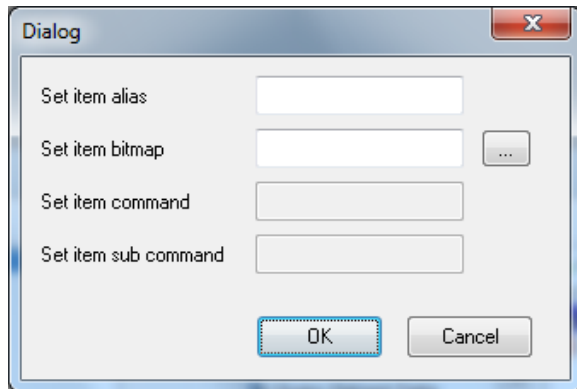 Dialog
Set item alias
Set item bitmap
...
Set item command
Set item sub command
OK
Cancel